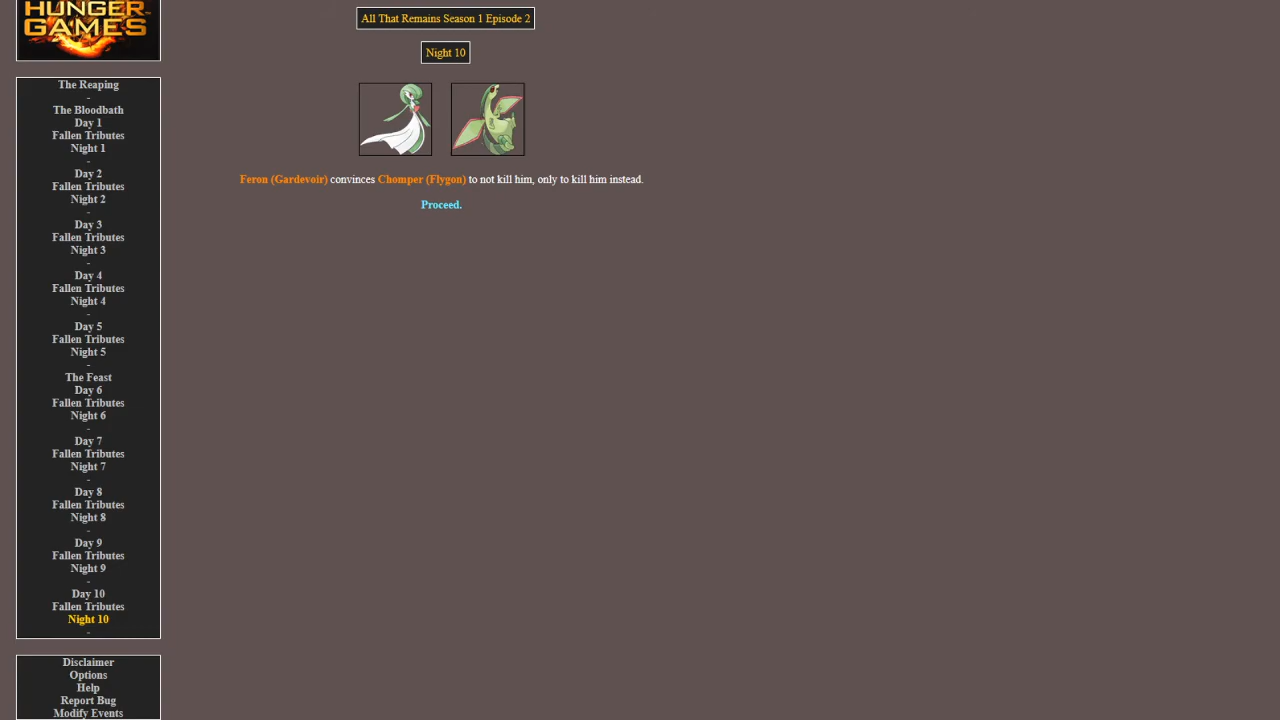 HUNGER
GAMES
The Reaping
-
The Bloodbath
Day 1
Fallen Tributes
Night 1
-
Day 2
Fallen Tributes
Night 2
-
Day 3
Fallen Tributes
Night 3
-
Day 4
Fallen Tributes
Night 4
-
Day 5
Fallen Tributes
Night 5
-
The Feast
Day 6
Fallen Tributes
Night 6
-
Day 7
Fallen Tributes
Night 7
-
Day 8
Fallen Tributes
Night 8
-
Day 9
Fallen Tributes
Night 9
-
Day 10
Fallen Tributes
Night 10
-
Disclaimer
Options
Help
Report Bug
Modify Events
All That Remains Season 1 Episode 2
Night 10
Feron (Gardevoir) convinces Chomper (Flygon) to not kill him, only to kill him instead.
Proceed.